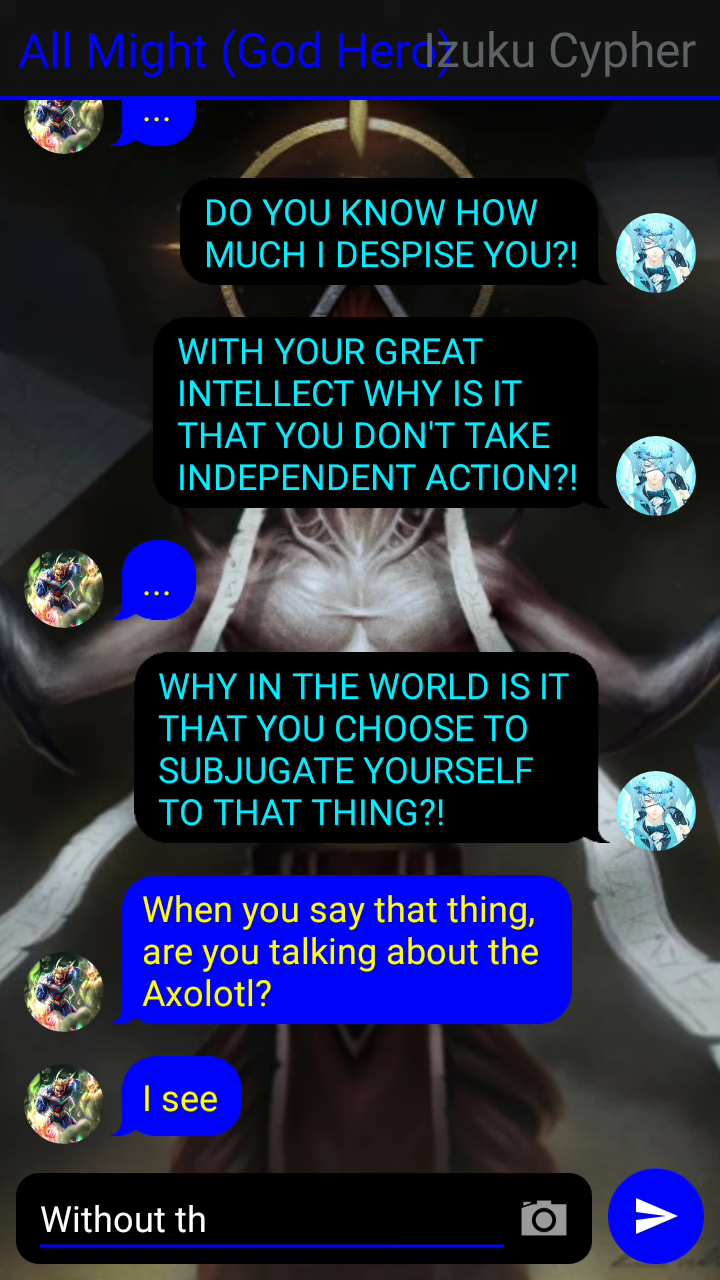 All Might (God Hero)
Izuku Cypher
...
DO YOU KNOW HOW
MUCH I DESPISE YOU?!
WITH YOUR GREAT
INTELLECT WHY IS IT
THAT YOU DON'T TAKE
INDEPENDENT ACTION?!
...
WHY IN THE WORLD IS IT
THAT YOU CHOOSE TO
SUBJUGATE YOURSELF
TO THAT THING?!
When you say that thing,
are you talking about the
Axolotl?
I see
Without th